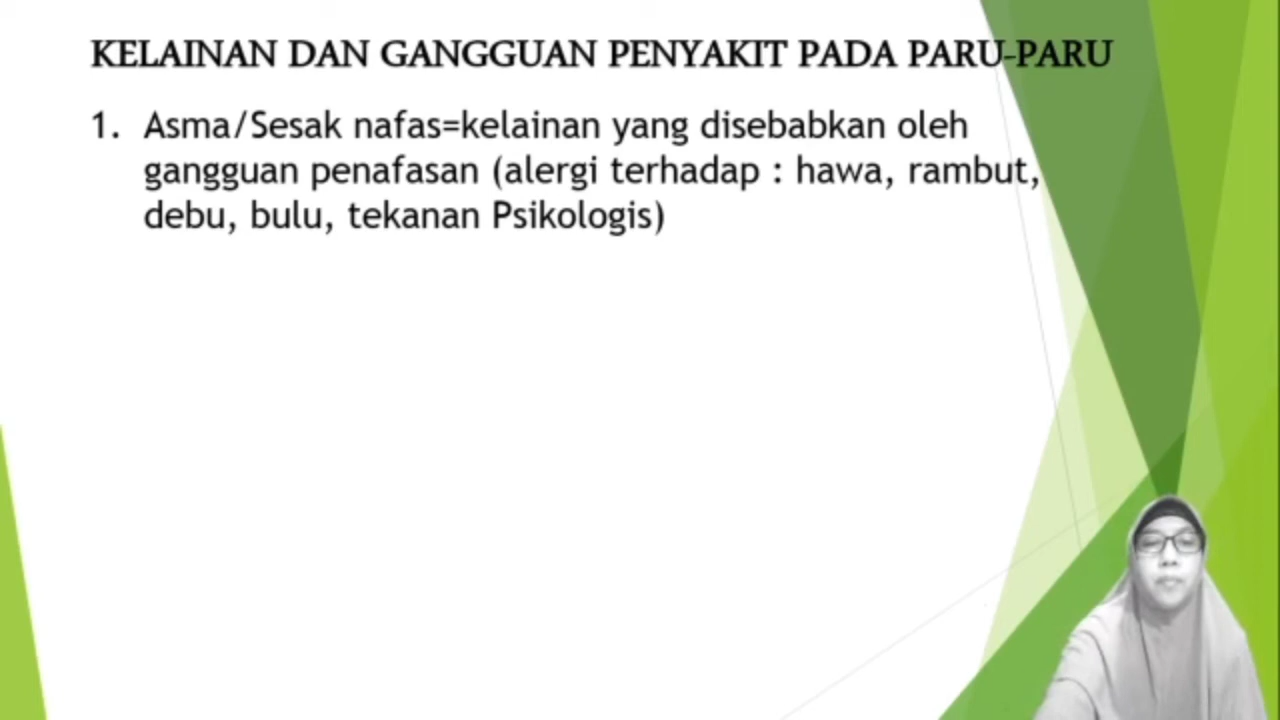 KELAINAN DAN GANGGUAN PENYAKIT PADA PARU-PARU
1. Asma/Sesak nafas=kelainan yang disebabkan oleh
gangguan penafasan (alergi terhadap : hawa, rambut,
debu, bulu, tekanan Psikologis)